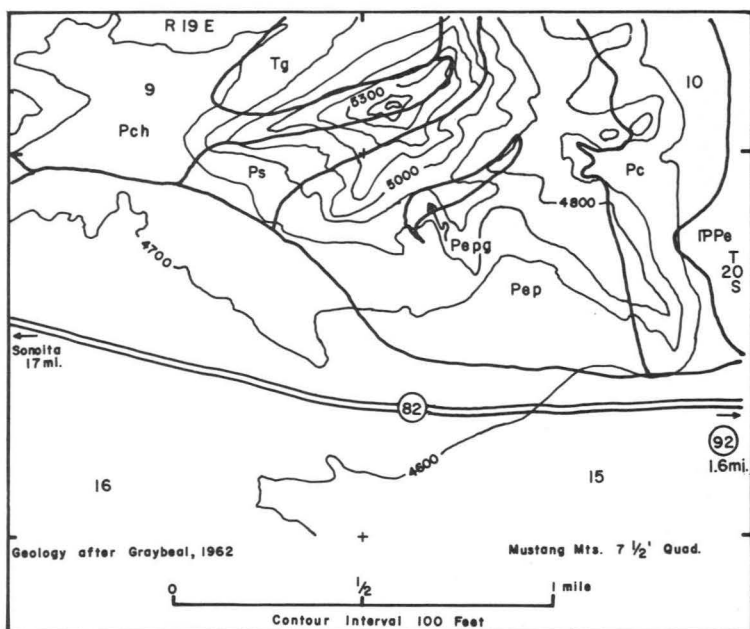 R 19 E
Tg
10
9
5300
Pch
Ps
5000
Pc
4800
Pepg
IPPe
T
20
S
4700
Pep
Sonoita
17 mi.
82
92
1.6mi.
4600
16
15
Geology after Graybeal, 1962
Mustang Mts. 7 1/2' Quad.
0
1/2
1 mile
Contour Interval 100 Feet